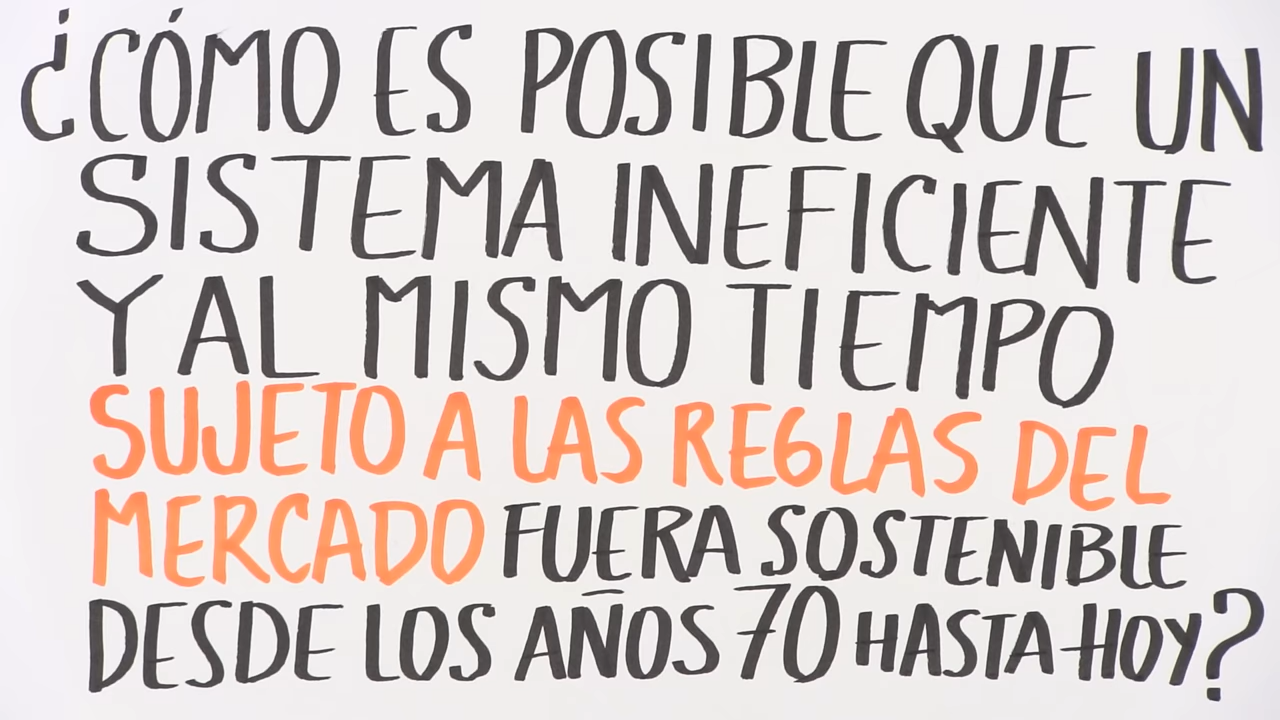 ¿CÓMO ES POSIBLE QUE UN
SISTEMA INEFICIENTE
Y AL MISMO TIEMPO
SUJETO A LAS REGLAS DEL
MERCADO FUERA SOSTENIBLE
DESDE LOS AÑOS 70 HASTA HOY?